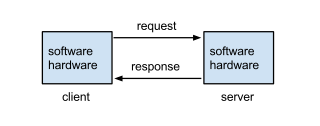 request
software
hardware
software
hardware
response
client
server